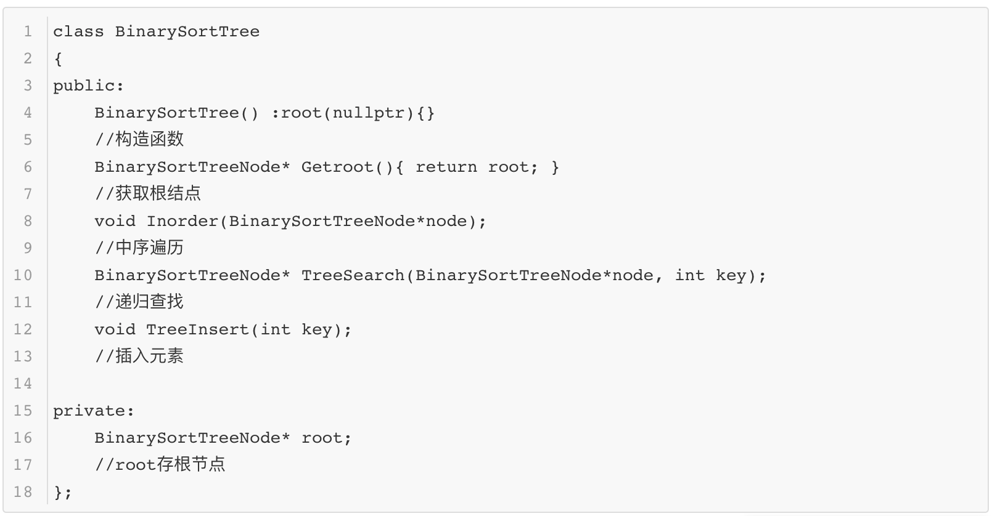 1 class BinarySortTree
2 {
3 public:
4     BinarySortTree() :root(nullptr){}
5     //构造函数
6     BinarySortTreeNode* Getroot(){ return root; }
7     //获取根结点
8     void Inorder(BinarySortTreeNode*node);
9     //中序遍历
10     BinarySortTreeNode* TreeSearch(BinarySortTreeNode*node, int key);
11     //递归查找
12     void TreeInsert(int key);
13     //插入元素
14
15 private:
16     BinarySortTreeNode* root;
17     //root存根节点
18 };